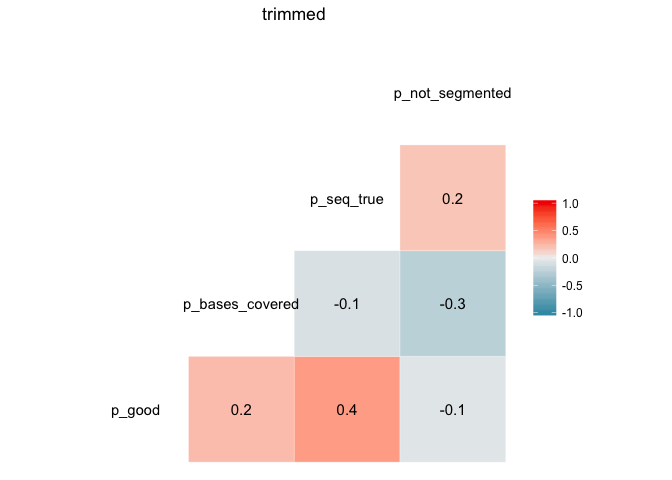 trimmed
p_not_segmented
p_seq_true
0.2
p_bases_covered
-0.1
-0.3
p_good
0.2
0.4
-0.1
1.0
0.5
0.0
-0.5
-1.0